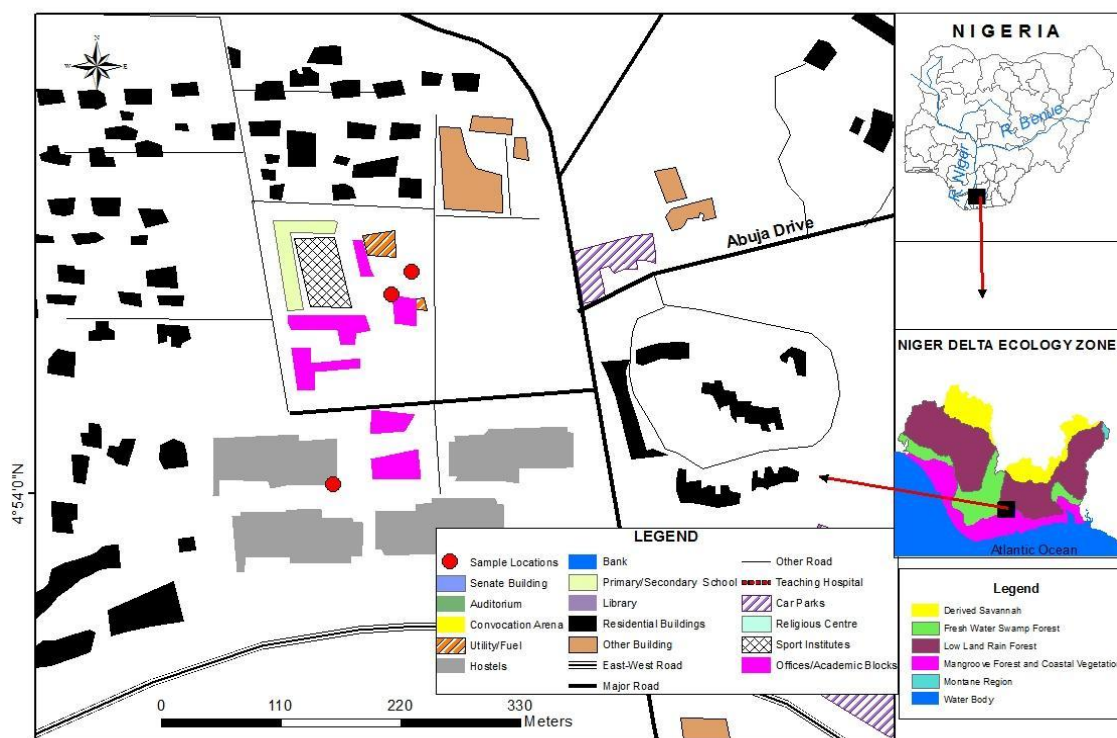 N
W
E
S
Abuja Drive
4°54'0"N
LEGEND
Sample Locations
Senate Building
Auditorium
Convocation Arena
Utility/Fuel
Hostels
Bank
Primary/Secondary School
Library
Residential Buildings
Other Building
East-West Road
Major Road
Other Road
Teaching Hospital
Car Parks
Religious Centre
Sport Institutes
Offices/Academic Blocks
0 110 220 330
Meters
NIGERIA
R. Benue
R. Niger
NIGER DELTA ECOLOGY ZONE
Atlantic Ocean
Legend
Derived Savannah
Fresh Water Swamp Forest
Low Land Rain Forest
Mangroove Forest and Coastal Vegetation
Montane Region
Water Body